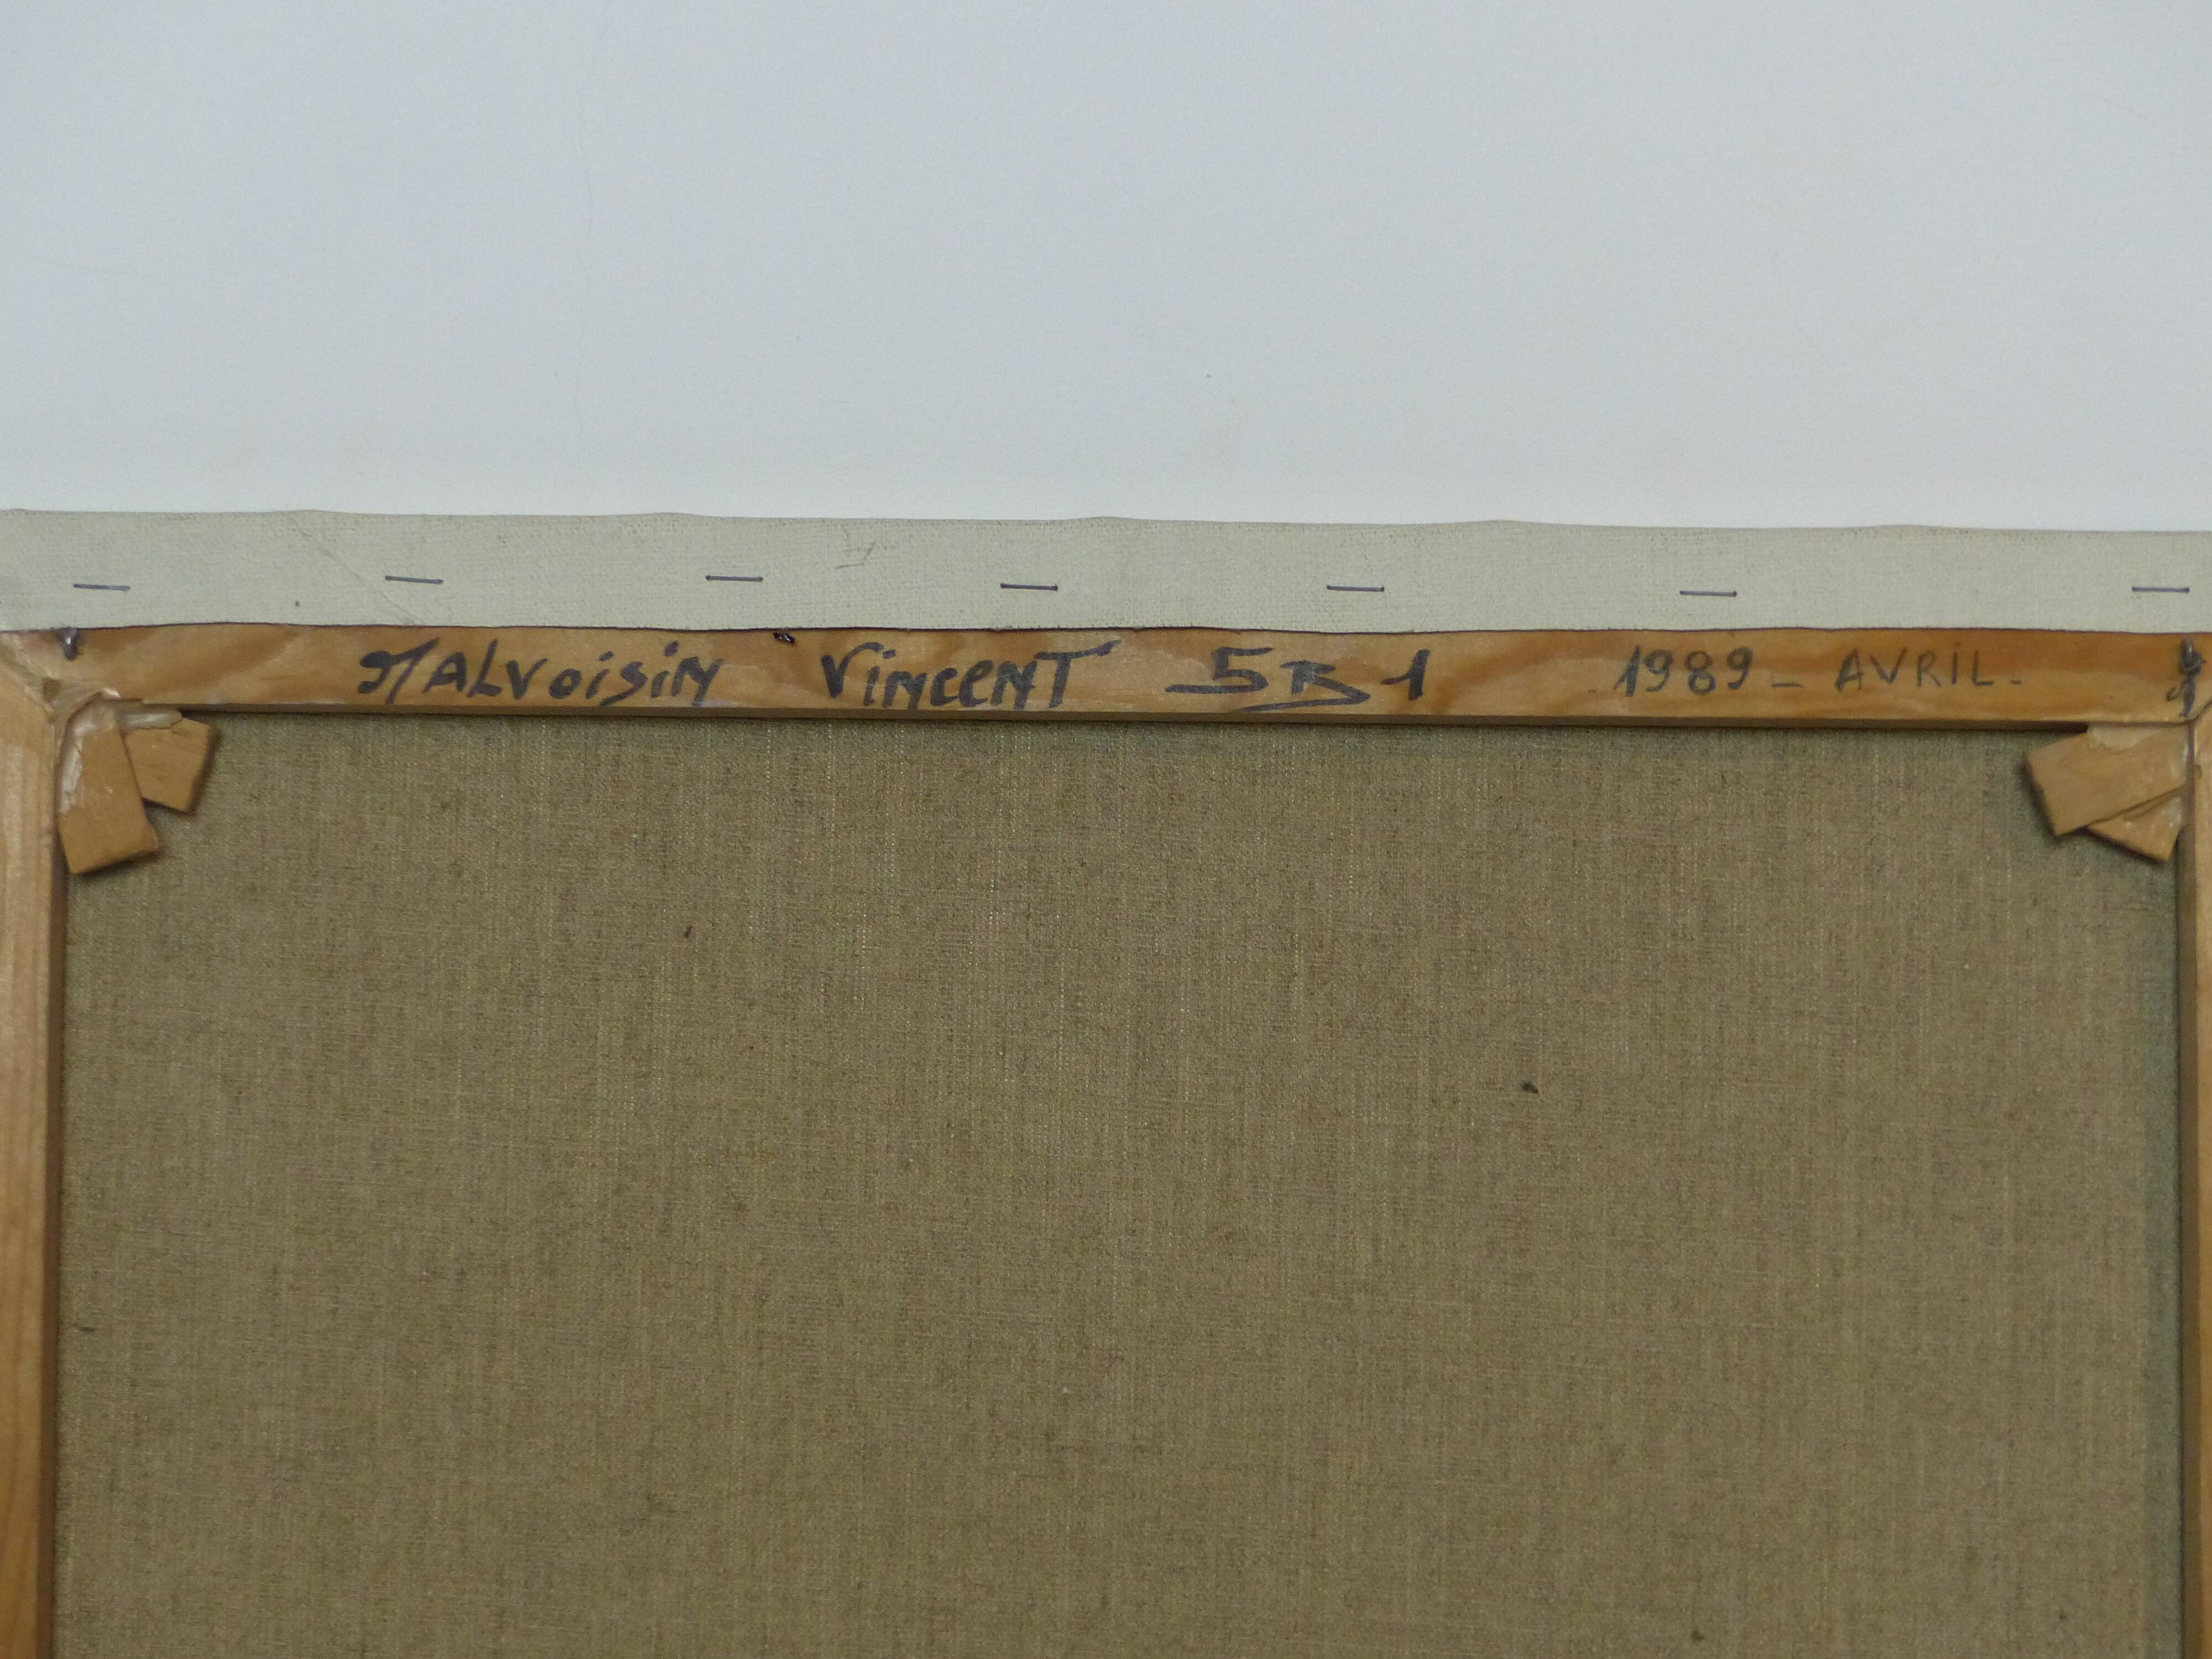 MALVOISIN VINCENT 5B1 1989 - AVRIL -